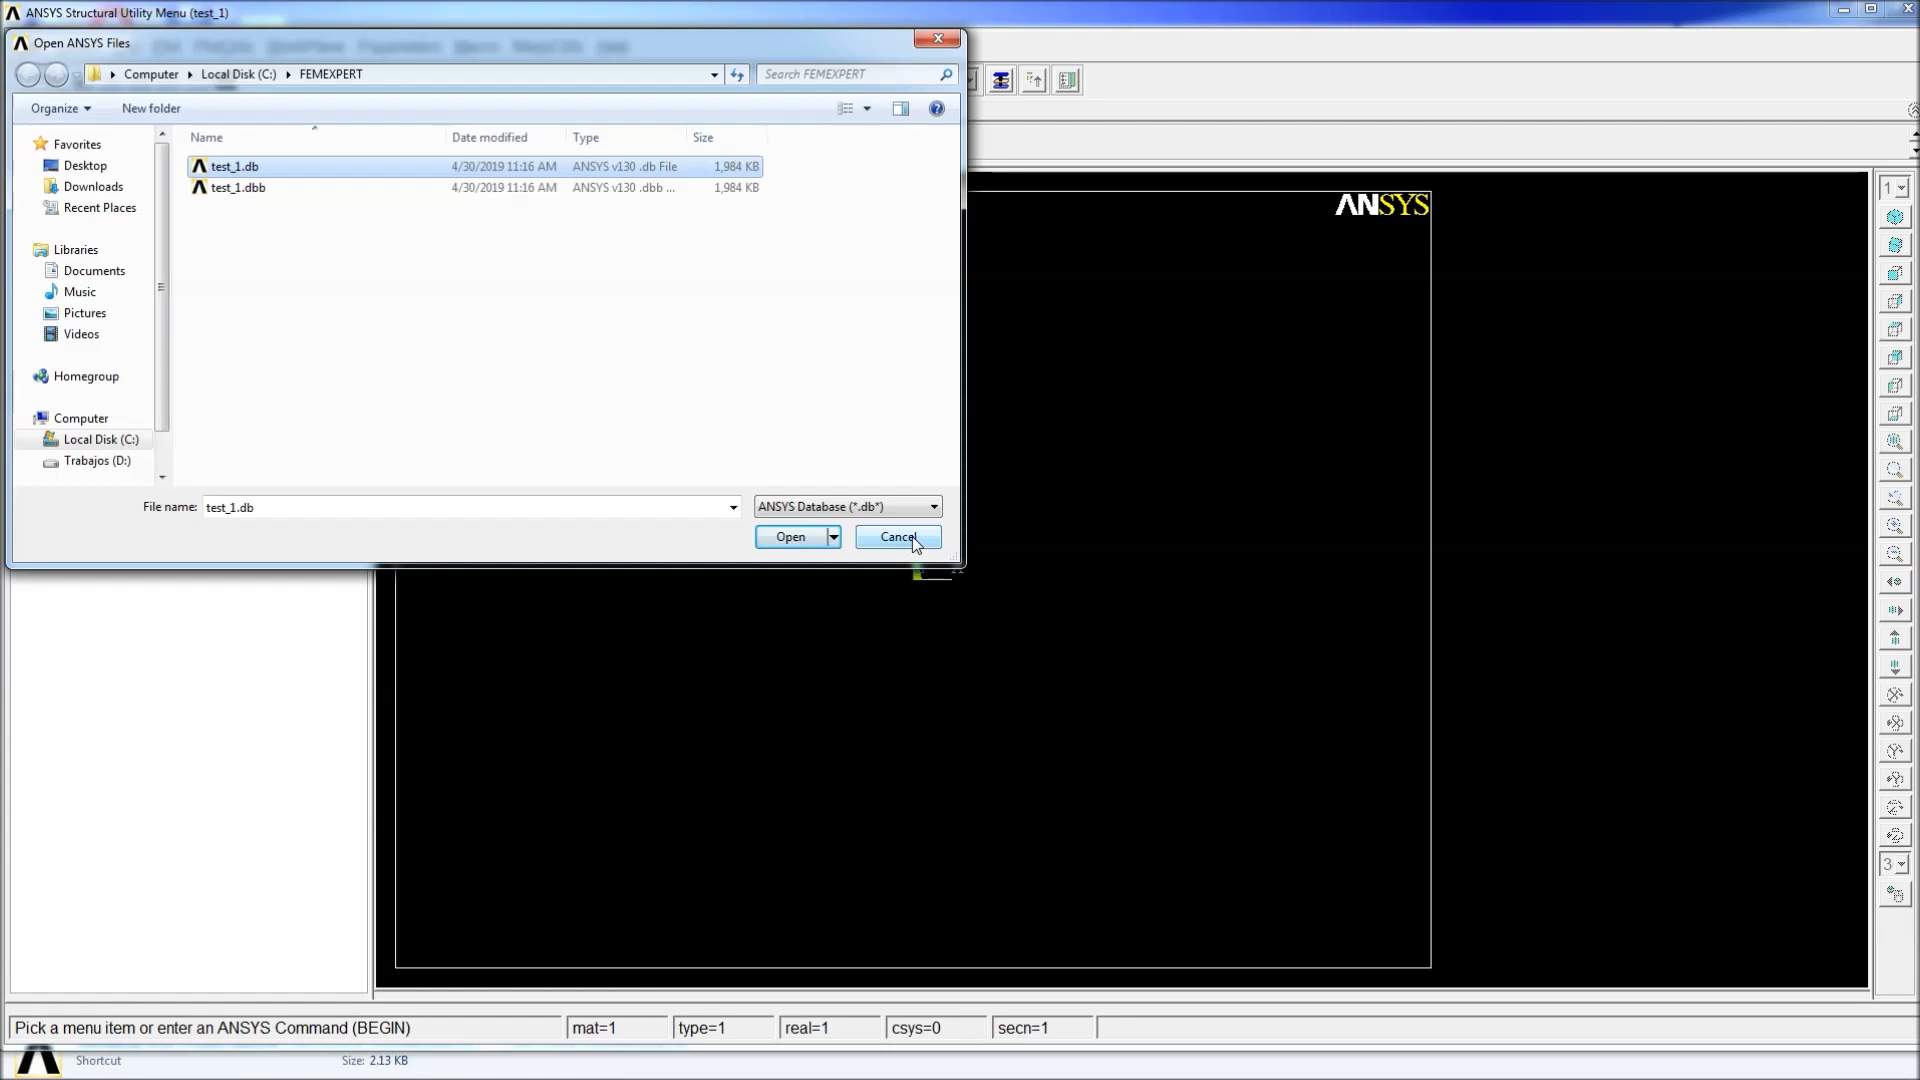 ANSYS Structural Utility Menu (test_1)
Open ANSYS Files
Computer
Local Disk (C:)
FEMEXPERT
Search FEMEXPERT
Organize
New folder
Name
Date modified
Type
Size
Favorites
Desktop
Downloads
Recent Places
Libraries
Documents
Music
Pictures
Videos
Homegroup
Computer
Local Disk (C:)
Trabajos (D:)
test_1.db 4/30/2019 11:16 AM ANSYS v130 .db File 1,984 KB
test_1.dbb 4/30/2019 11:16 AM ANSYS v130 .dbb ... 1,984 KB
File name: test_1.db
ANSYS Database (*.db*)
Open
Cancel
ANSYS
1
3
Pick a menu item or enter an ANSYS Command (BEGIN)
mat=1
type=1
real=1
csys=0
secn=1
Shortcut
Size: 2.13 KB